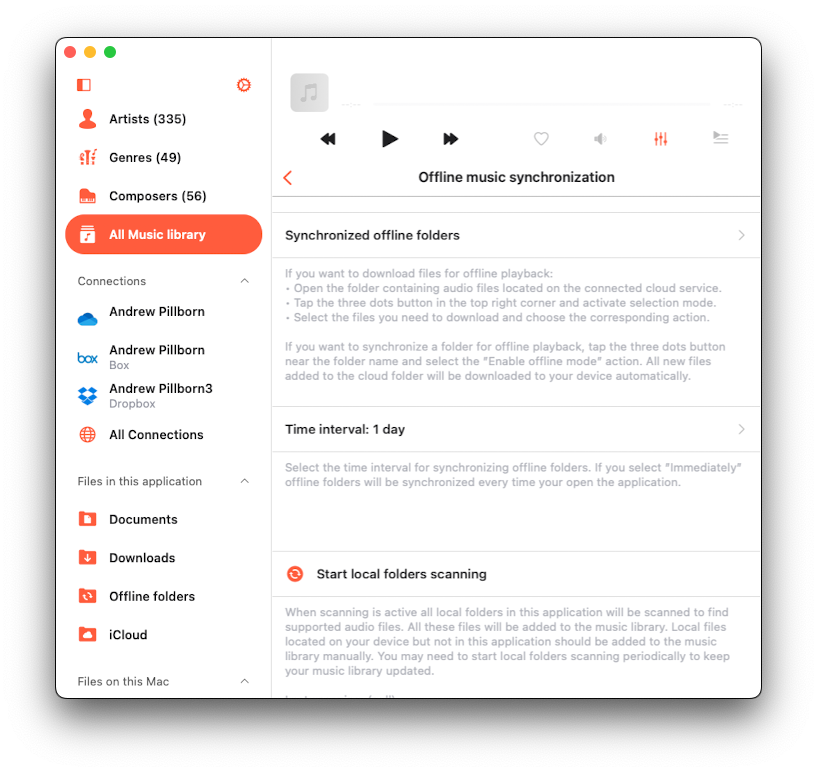 Artists (335)
Genres (49)
Composers (56)
All Music library
Connections
Andrew Pillborn
box
Andrew Pillborn
Box
Andrew Pillborn3
Dropbox
All Connections
Files in this application
Documents
Downloads
Offline folders
iCloud
Files on this Mac
--:--
--:--
Offline music synchronization
Synchronized offline folders
If you want to download files for offline playback:
• Open the folder containing audio files located on the connected cloud service.
• Tap the three dots button in the top right corner and activate selection mode.
• Select the files you need to download and choose the corresponding action.
If you want to synchronize a folder for offline playback, tap the three dots button
near the folder name and select the "Enable offline mode" action. All new files
added to the cloud folder will be downloaded to your device automatically.
Time interval: 1 day
Select the time interval for synchronizing offline folders. If you select "Immediately"
offline folders will be synchronized every time your open the application.
Start local folders scanning
When scanning is active all local folders in this application will be scanned to find
supported audio files. All these files will be added to the music library. Local files
located on your device but not in this application should be added to the music
library manually. You may need to start local folders scanning periodically to keep
your music library updated.